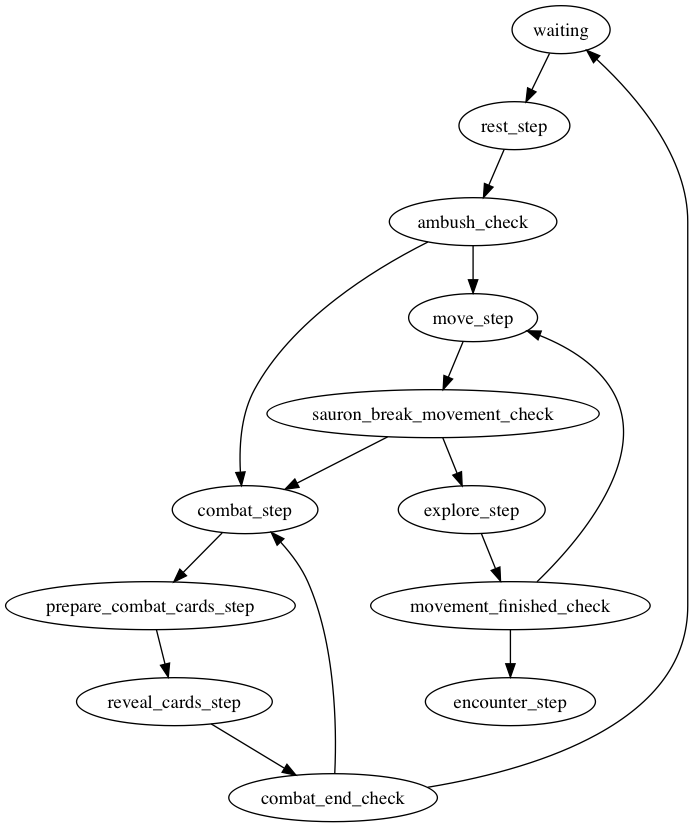 waiting
rest_step
ambush_check
move_step
sauron_break_movement_check
combat_step
explore_step
prepare_combat_cards_step
movement_finished_check
reveal_cards_step
encounter_step
combat_end_check